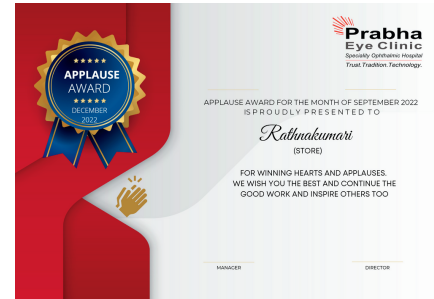 Prabha
Eye Clinic
Speciality Ophthalmic Hospital
Trust.Tradition.Technology.
APPLAUSE
AWARD
DECEMBER
2022
APPLAUSE AWARD FOR THE MONTH OF SEPTEMBER 2022
IS PROUDLY PRESENTED TO
Rathnakumari
(STORE)
FOR WINNING HEARTS AND APPLAUSES.
WE WISH YOU THE BEST AND CONTINUE THE
GOOD WORK AND INSPIRE OTHERS TOO
MANAGER
DIRECTOR